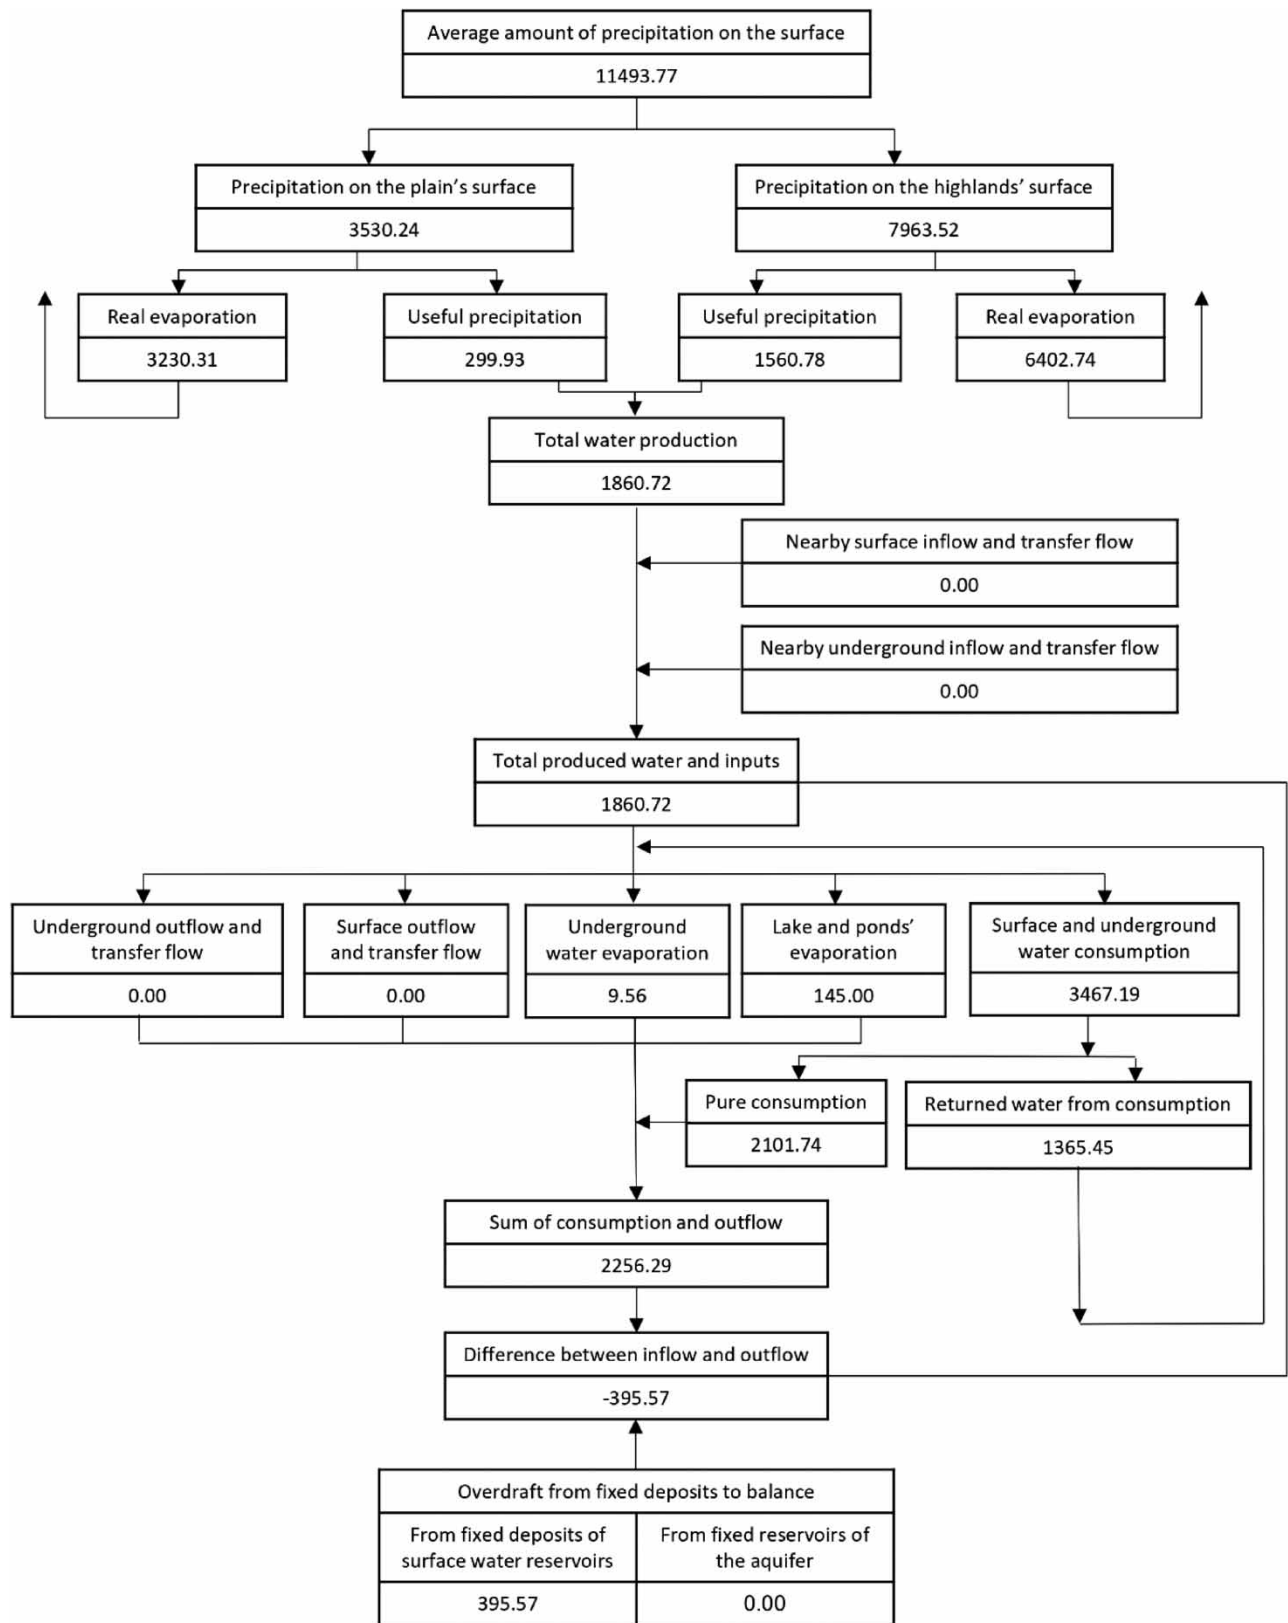 Average amount of precipitation on the surface
11493.77
Precipitation on the plain's surface
3530.24
Precipitation on the highlands' surface
7963.52
Real evaporation
3230.31
Useful precipitation
299.93
Useful precipitation
1560.78
Real evaporation
6402.74
Total water production
1860.72
Nearby surface inflow and transfer flow
0.00
Nearby underground inflow and transfer flow
0.00
Total produced water and inputs
1860.72
Underground outflow and
transfer flow
0.00
Surface outflow
and transfer flow
0.00
Underground
water evaporation
9.56
Lake and ponds'
evaporation
145.00
Surface and underground
water consumption
3467.19
Pure consumption
2101.74
Returned water from consumption
1365.45
Sum of consumption and outflow
2256.29
Difference between inflow and outflow
-395.57
Overdraft from fixed deposits to balance
From fixed deposits of
surface water reservoirs
395.57
From fixed reservoirs of
the aquifer
0.00